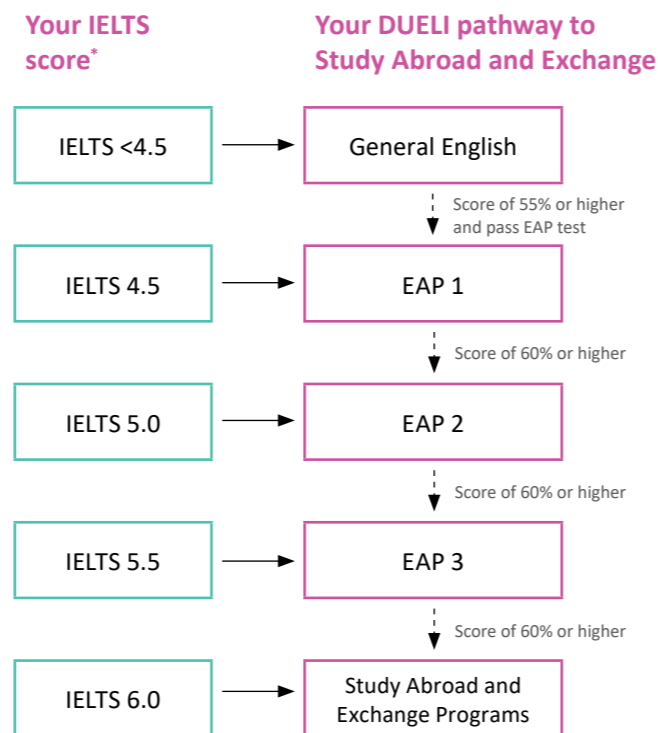 Your IELTS
score*
Your DUELI pathway to
Study Abroad and Exchange
IELTS <4.5
General English
Score of 55% or higher
and pass EAP test
IELTS 4.5
EAP 1
Score of 60% or higher
IELTS 5.0
EAP 2
Score of 60% or higher
IELTS 5.5
EAP 3
Score of 60% or higher
IELTS 6.0
Study Abroad and
Exchange Programs